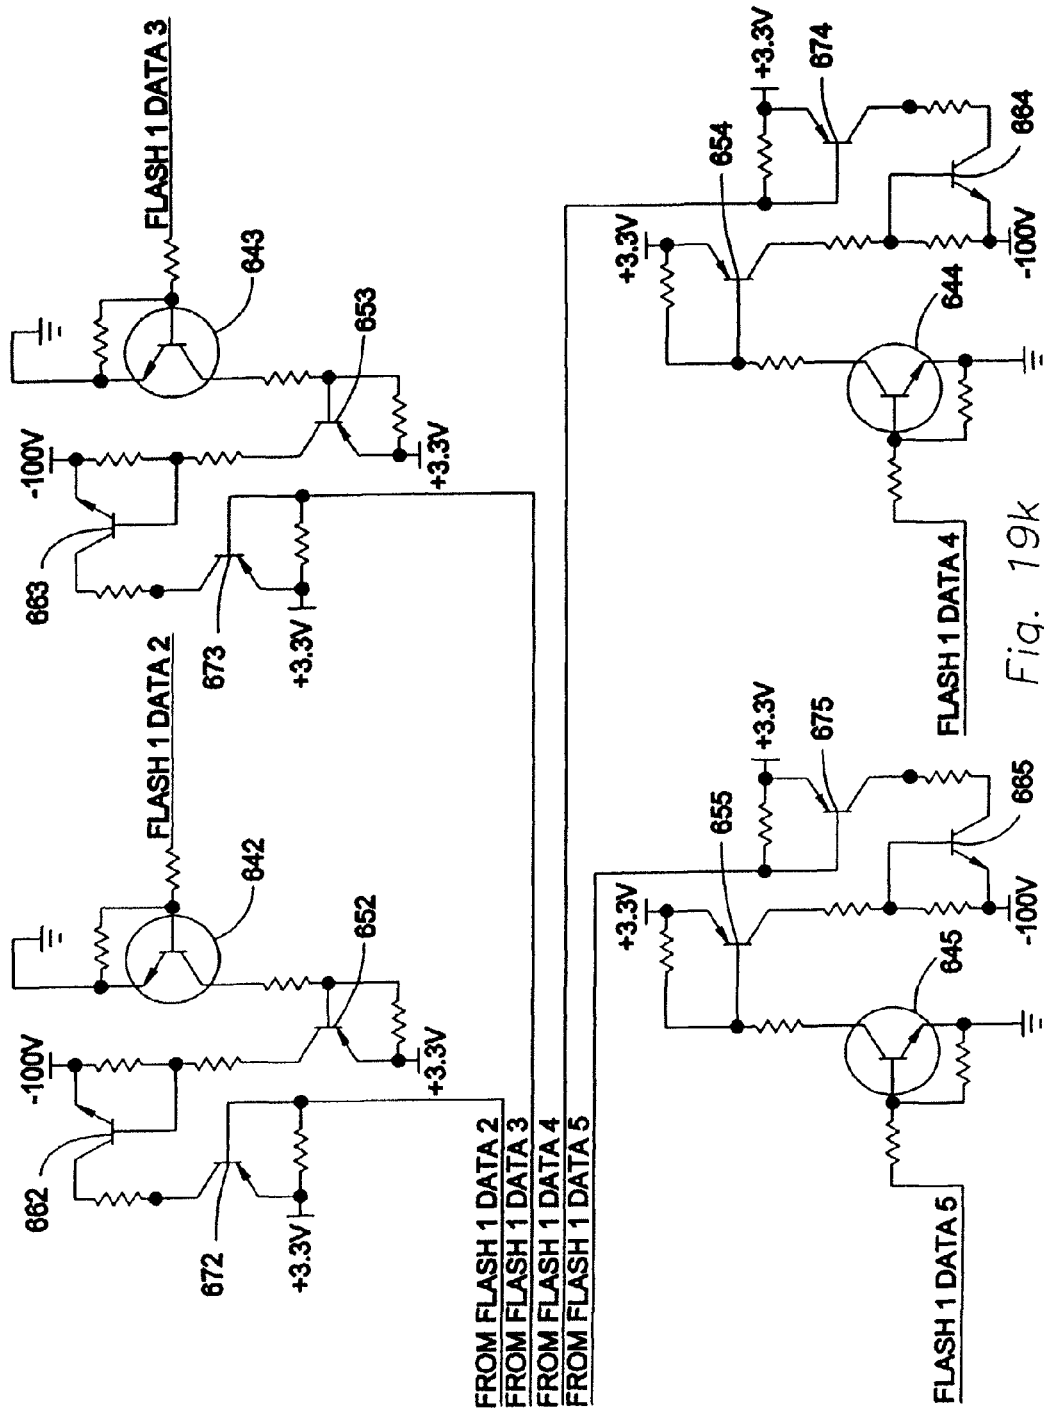 FLASH 1 DATA 2
FLASH 1 DATA 3
-100V
-100V
662
663
642
643
652
653
672
673
+3.3V
+3.3V
+3.3V
+3.3V
FROM FLASH 1 DATA 2
FROM FLASH 1 DATA 3
FROM FLASH 1 DATA 4
FROM FLASH 1 DATA 5
+3.3V
655
+3.3V
675
+3.3V
654
+3.3V
674
645
-100V
665
644
-100V
664
FLASH 1 DATA 5
FLASH 1 DATA 4
Fig. 19k